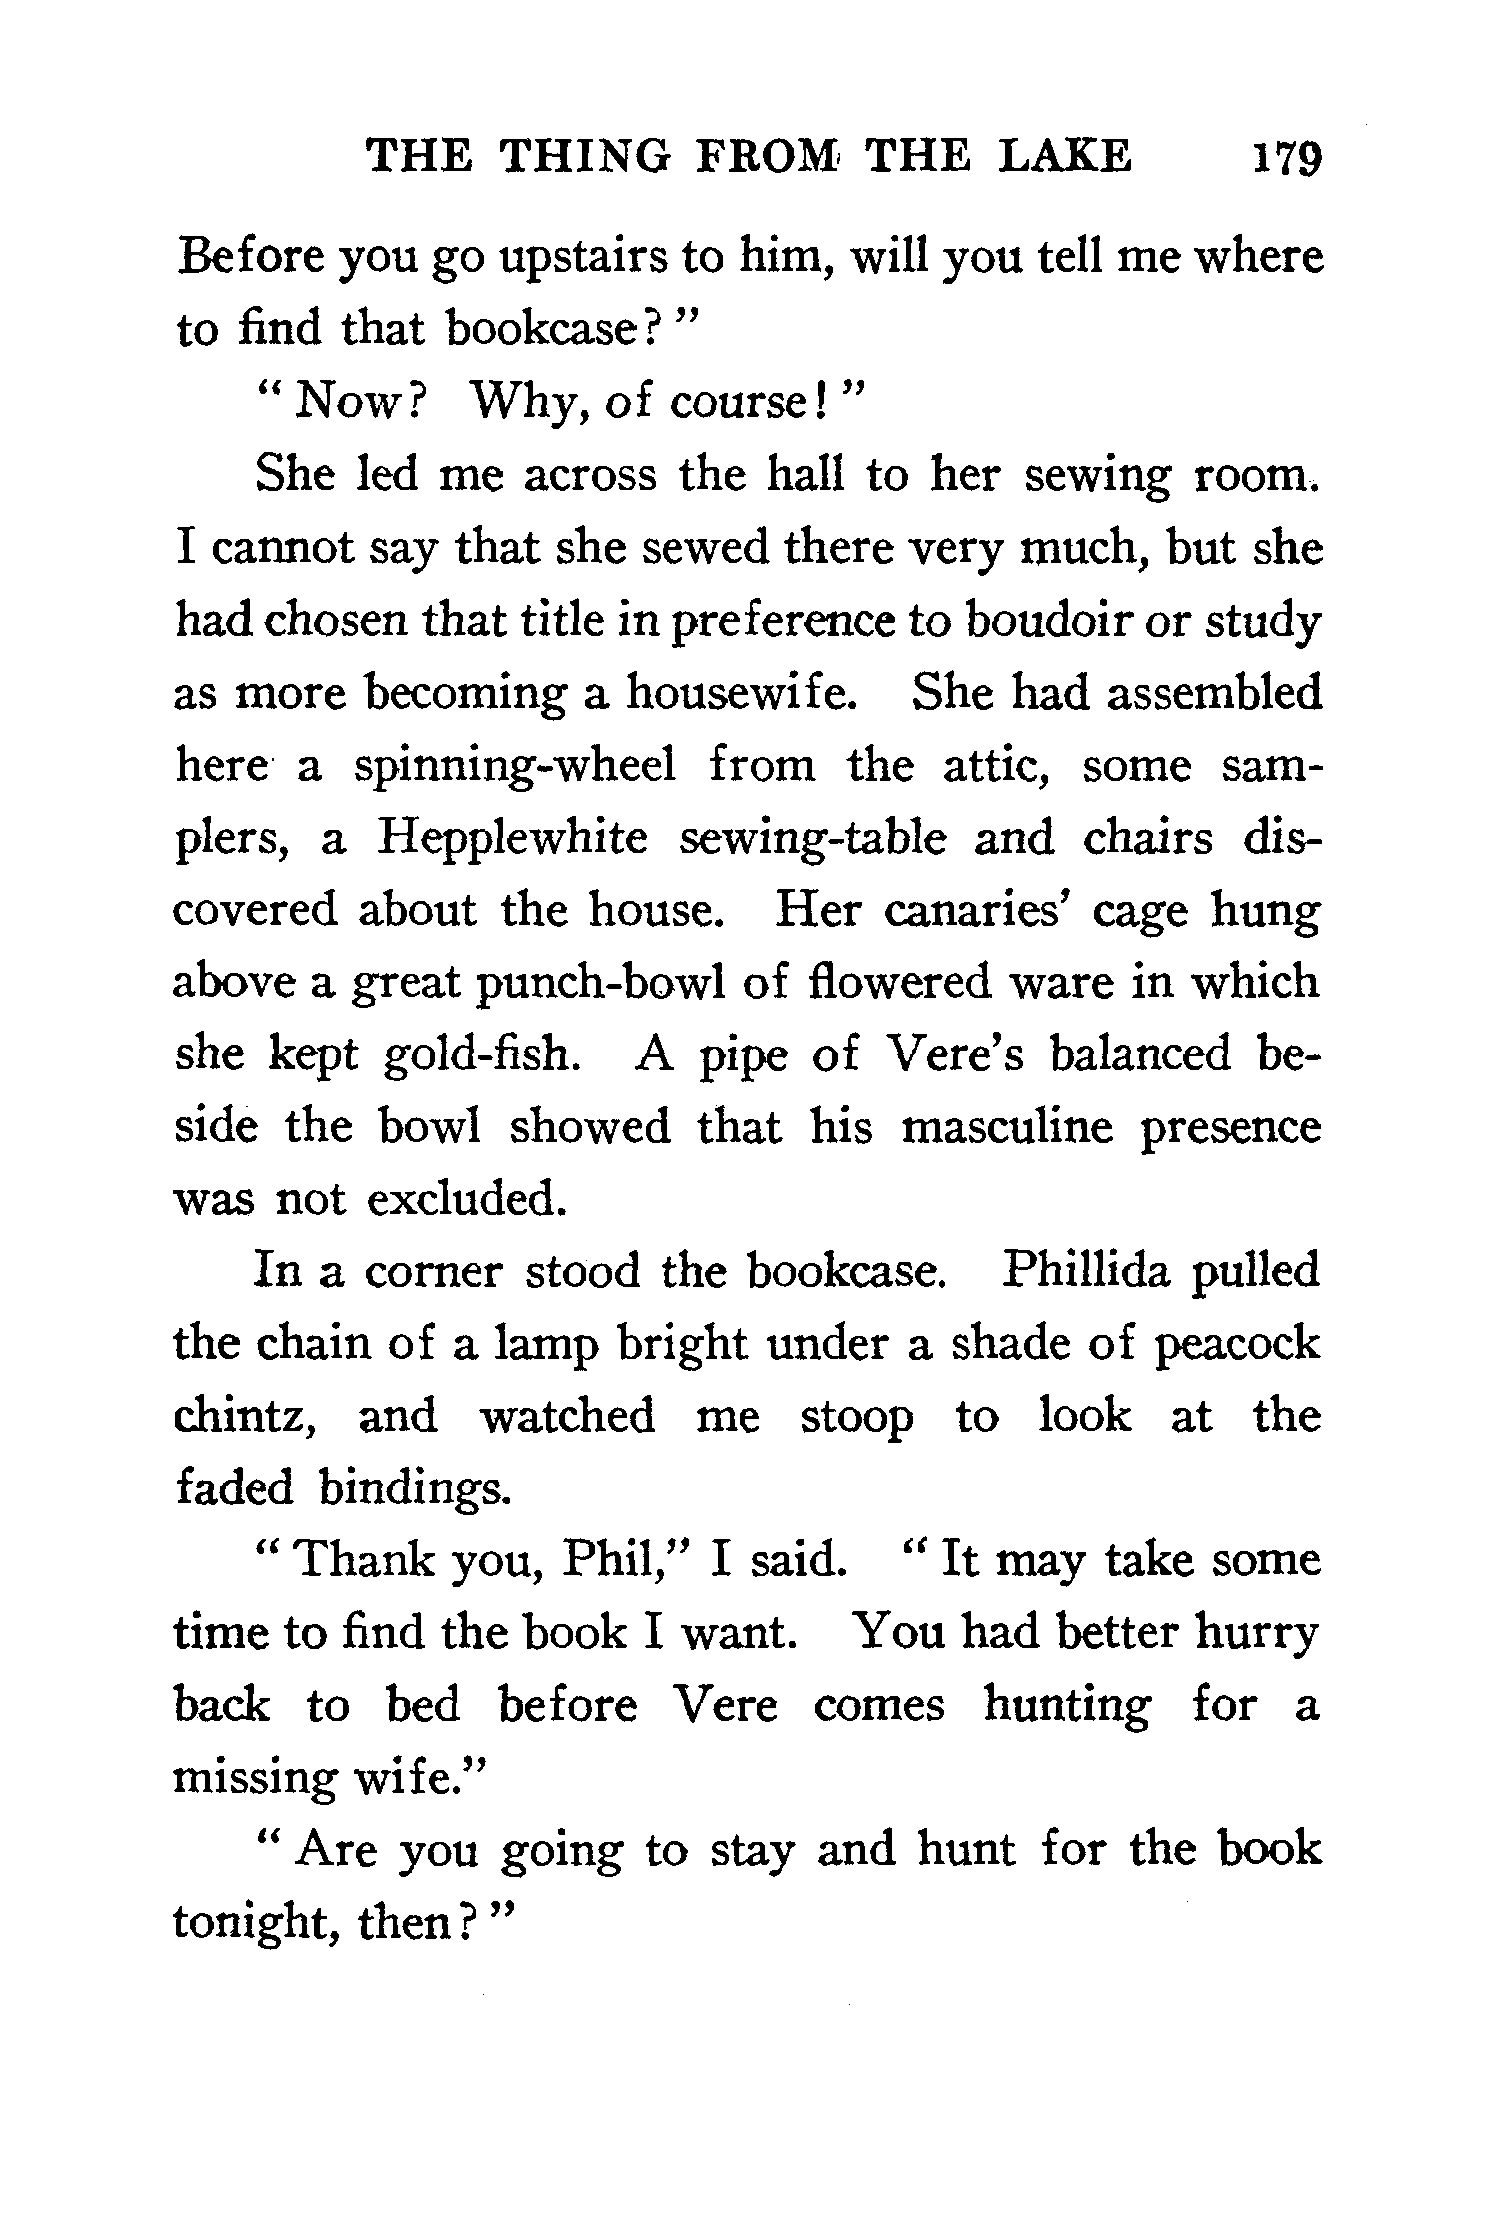 THE THING FROM THE LAKE 179
Before you go upstairs to him, will you tell me where
to find that bookcase?”
“ Now? Why, of course! ”
She led me across the hall to her sewing room.
I cannot say that she sewed there very much, but she
had chosen that title in preference to boudoir or study
as more becoming a housewife. She had assembled
here a spinning-wheel from the attic, some sam-
plers, a Hepplewhite sewing-table and chairs dis-
covered about the house. Her canaries’ cage hung
above a great punch-bowl of flowered ware in which
she kept gold-fish. A pipe of Vere’s balanced be-
side the bowl showed that his masculine presence
was not excluded.
In a corner stood the bookcase. Phillida pulled
the chain of a lamp bright under a shade of peacock
chintz, and watched me stoop to look at the
faded bindings.
“ Thank you, Phil,” I said. “ It may take some
time to find the book I want. You had better hurry
back to bed before Vere comes hunting for a
missing wife.”
“ Are you going to stay and hunt for the book
tonight, then? ”